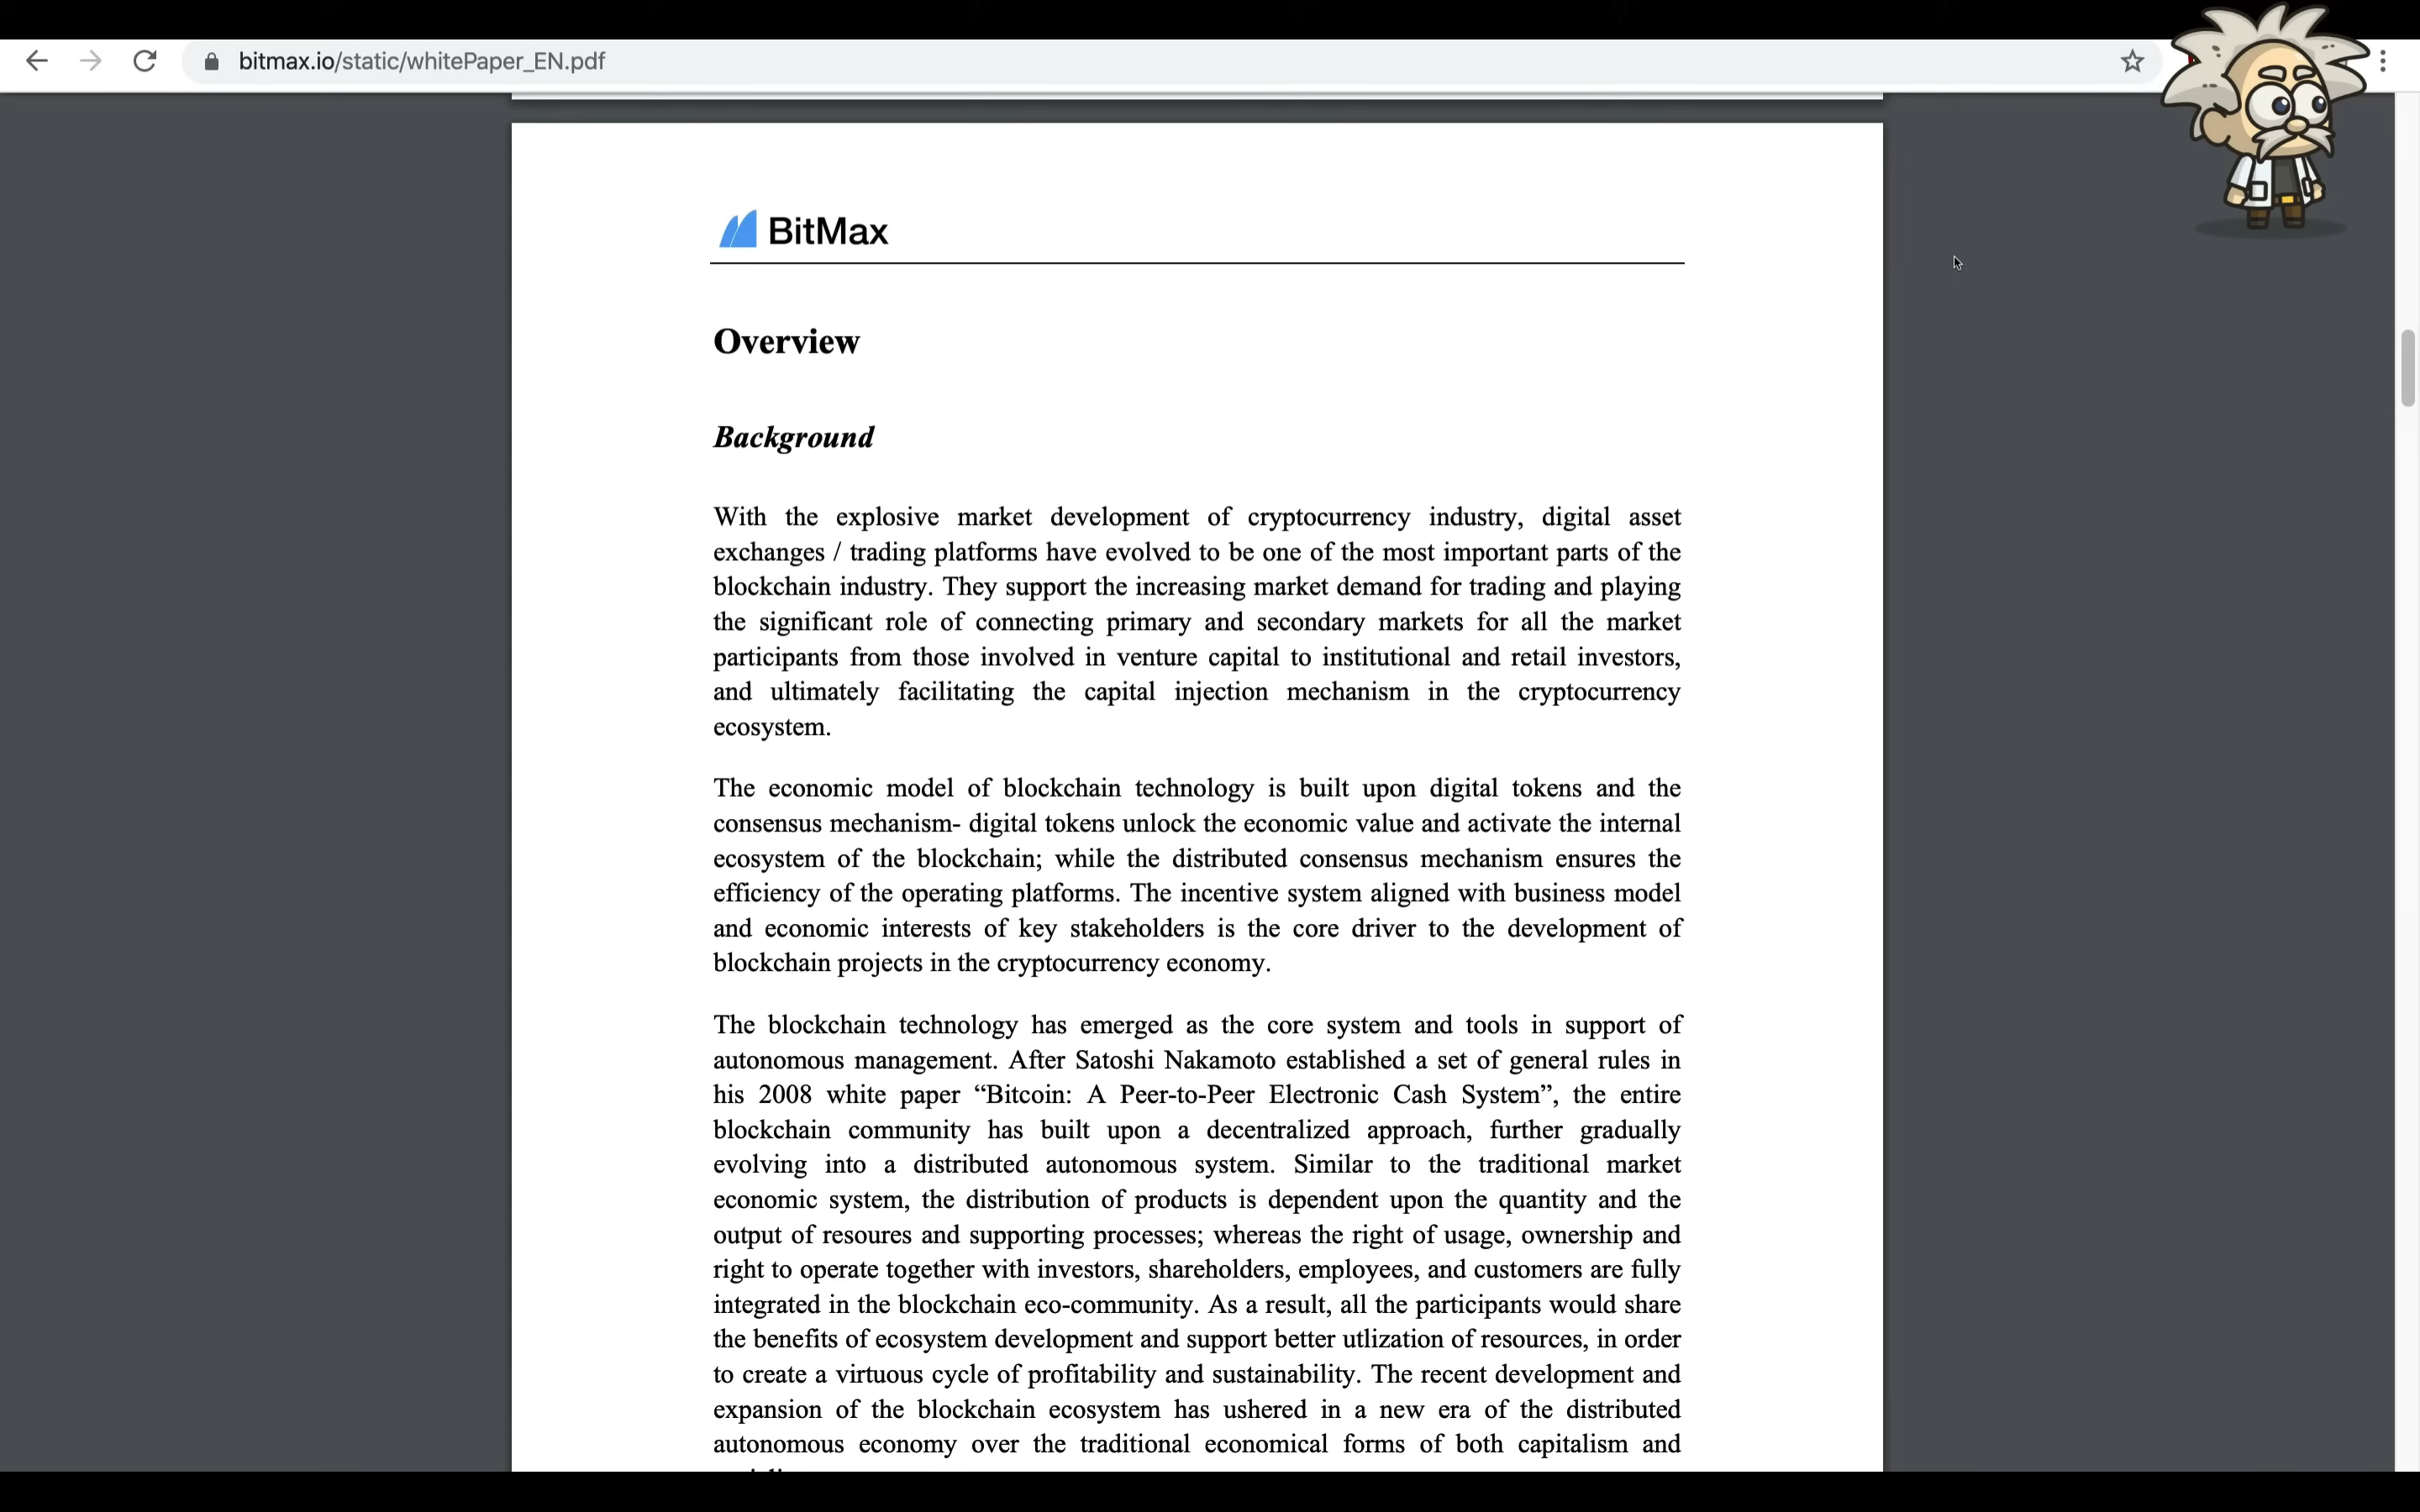 bitmax.io/static/whitePaper_EN.pdf
BitMax
Overview
Background
With the explosive market development of cryptocurrency industry, digital asset
exchanges / trading platforms have evolved to be one of the most important parts of the
blockchain industry. They support the increasing market demand for trading and playing
the significant role of connecting primary and secondary markets for all the market
participants from those involved in venture capital to institutional and retail investors,
and ultimately facilitating the capital injection mechanism in the cryptocurrency
ecosystem.
The economic model of blockchain technology is built upon digital tokens and the
consensus mechanism- digital tokens unlock the economic value and activate the internal
ecosystem of the blockchain; while the distributed consensus mechanism ensures the
efficiency of the operating platforms. The incentive system aligned with business model
and economic interests of key stakeholders is the core driver to the development of
blockchain projects in the cryptocurrency economy.
The blockchain technology has emerged as the core system and tools in support of
autonomous management. After Satoshi Nakamoto established a set of general rules in
his 2008 white paper “Bitcoin: A Peer-to-Peer Electronic Cash System”, the entire
blockchain community has built upon a decentralized approach, further gradually
evolving into a distributed autonomous system. Similar to the traditional market
economic system, the distribution of products is dependent upon the quantity and the
output of resoures and supporting processes; whereas the right of usage, ownership and
right to operate together with investors, shareholders, employees, and customers are fully
integrated in the blockchain eco-community. As a result, all the participants would share
the benefits of ecosystem development and support better utlization of resources, in order
to create a virtuous cycle of profitability and sustainability. The recent development and
expansion of the blockchain ecosystem has ushered in a new era of the distributed
autonomous economy over the traditional economical forms of both capitalism and